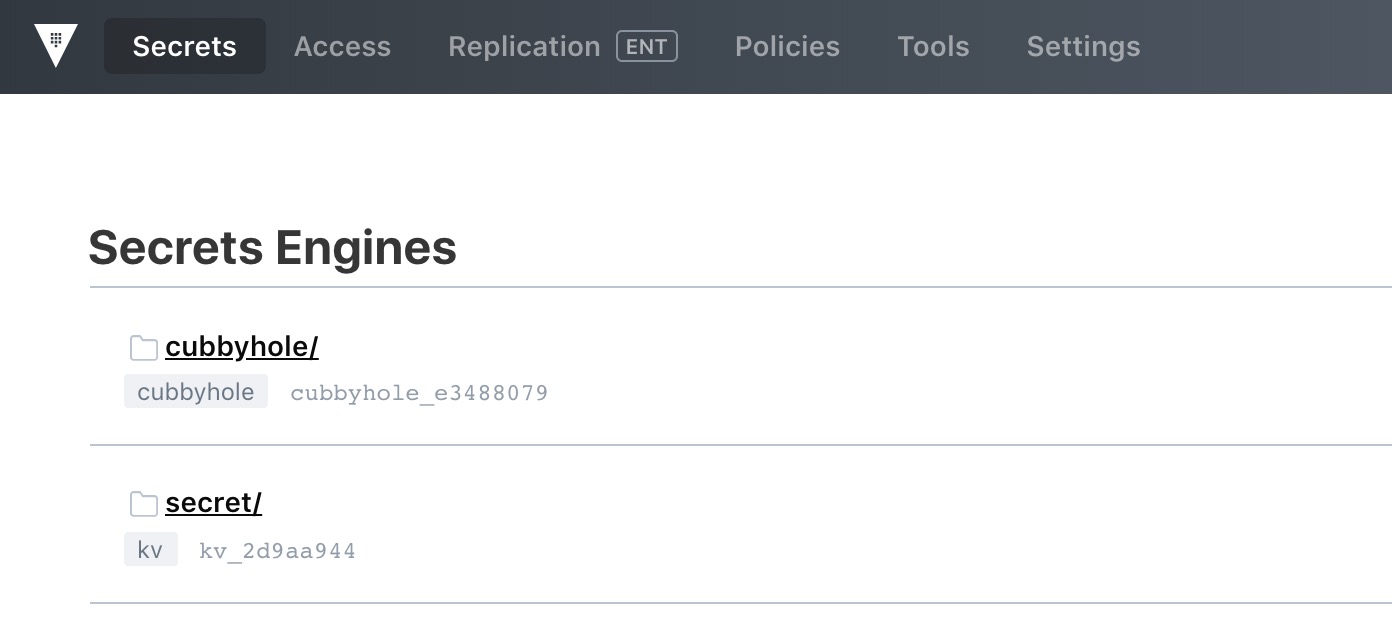 Secrets Access Replication ENT Policies Tools Settings
Secrets Engines
cubbyhole/
cubbyhole cubbyhole_e3488079
secret/
kv kv_2d9aa944